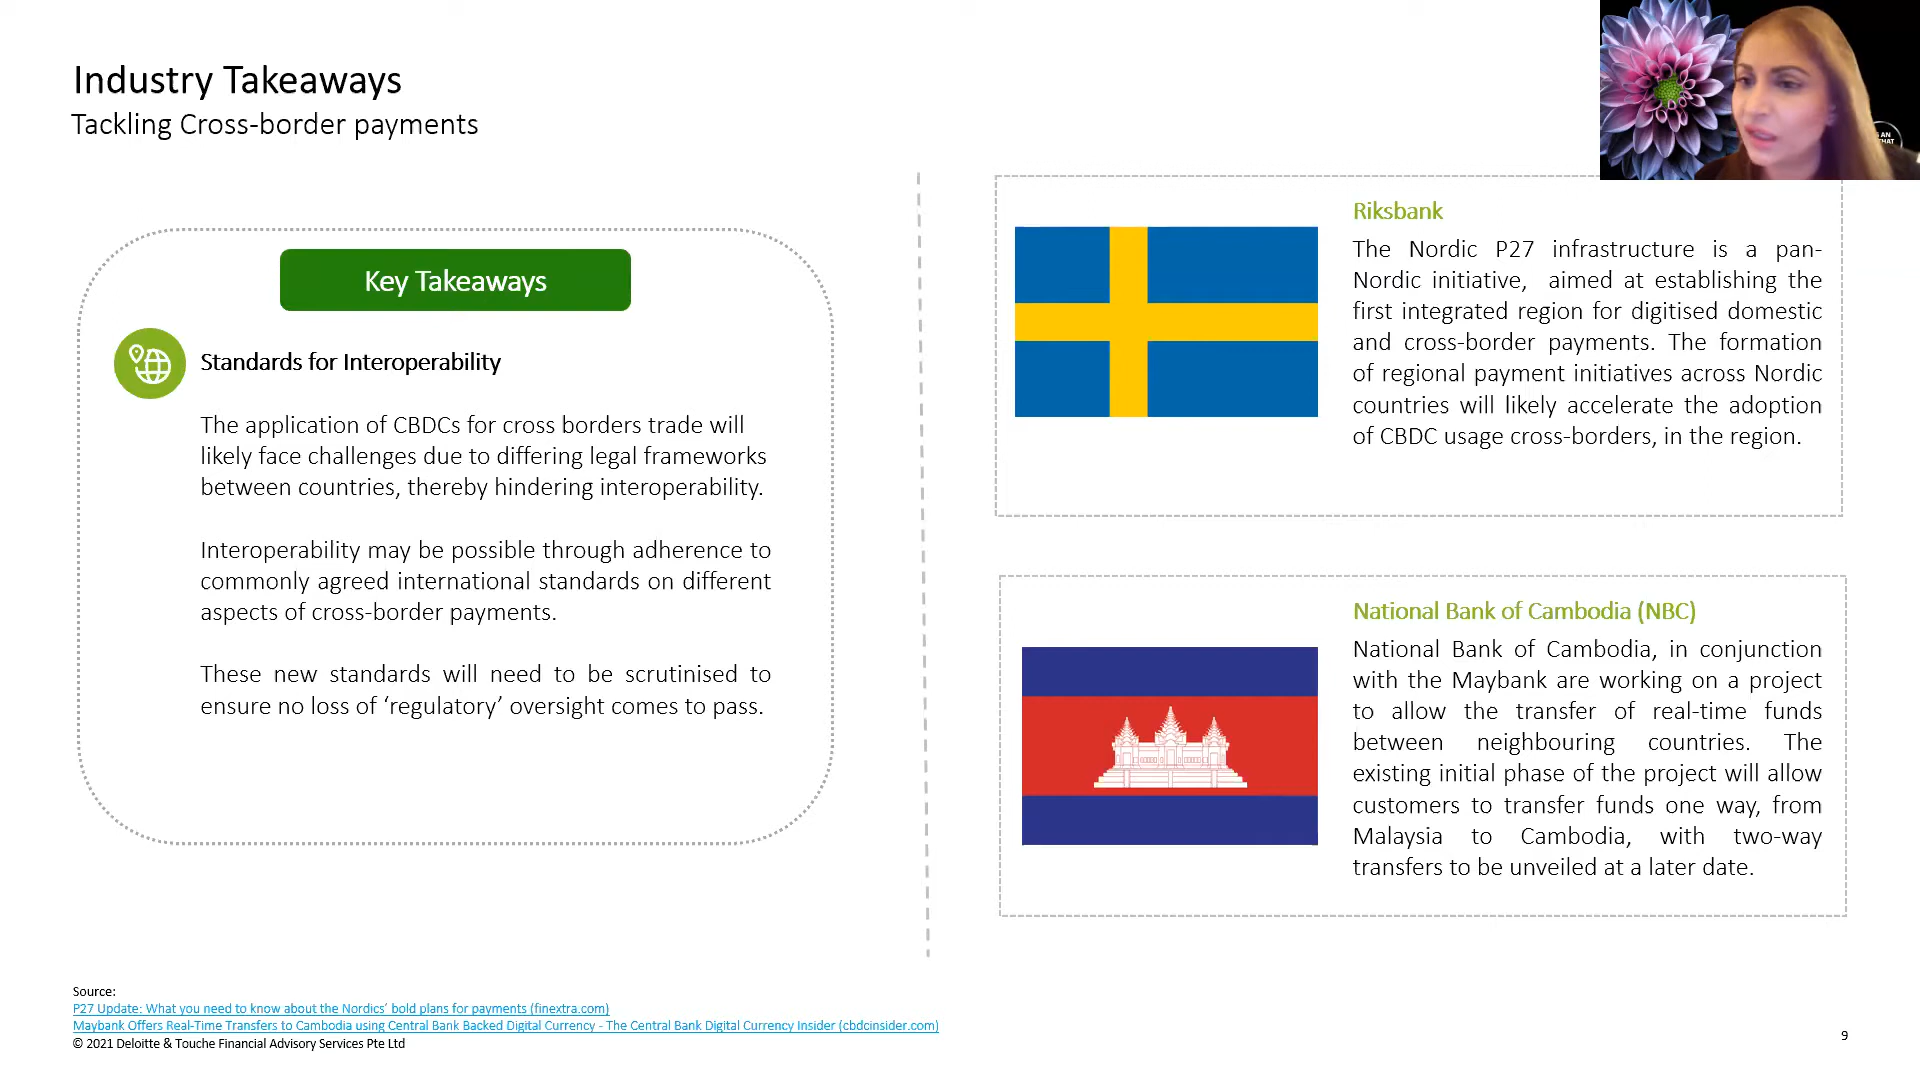 Industry Takeaways
Tackling Cross-border payments
Key Takeaways
Standards for Interoperability
The application of CBDCs for cross borders trade will
likely face challenges due to differing legal frameworks
between countries, thereby hindering interoperability.
Interoperability may be possible through adherence to
commonly agreed international standards on different
aspects of cross-border payments.
These new standards will need to be scrutinised to
ensure no loss of ‘regulatory’ oversight comes to pass.
Riksbank
The Nordic P27 infrastructure is a pan-
Nordic initiative, aimed at establishing the
first integrated region for digitised domestic
and cross-border payments. The formation
of regional payment initiatives across Nordic
countries will likely accelerate the adoption
of CBDC usage cross-borders, in the region.
National Bank of Cambodia (NBC)
National Bank of Cambodia, in conjunction
with the Maybank are working on a project
to allow the transfer of real-time funds
between neighbouring countries. The
existing initial phase of the project will allow
customers to transfer funds one way, from
Malaysia to Cambodia, with two-way
transfers to be unveiled at a later date.
Source:
P27 Update: What you need to know about the Nordics’ bold plans for payments (finextra.com)
Maybank Offers Real-Time Transfers to Cambodia using Central Bank Backed Digital Currency - The Central Bank Digital Currency Insider (cbdcinsider.com)
© 2021 Deloitte & Touche Financial Advisory Services Pte Ltd
9